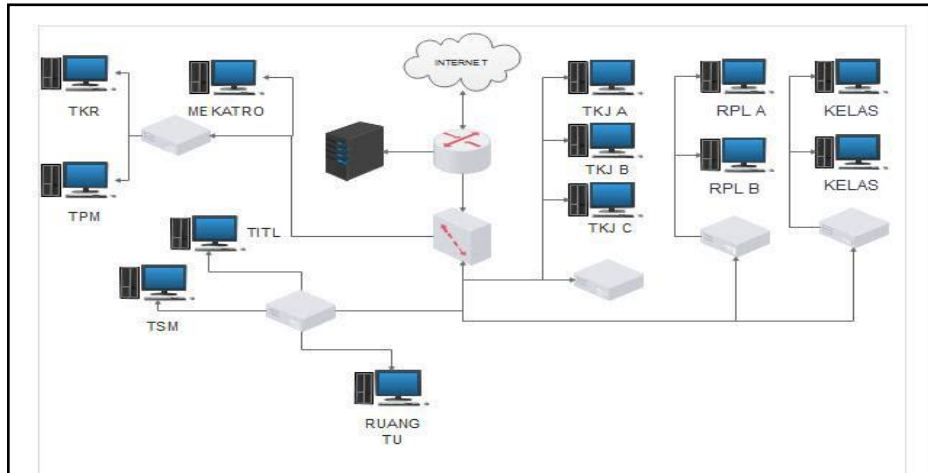 INTERNET
TKR
MEKATRO
TKJ A
RPL A
KELAS
TKJ B
RPL B
KELAS
TPM
TKJ C
TITL
TSM
RUANG
TU